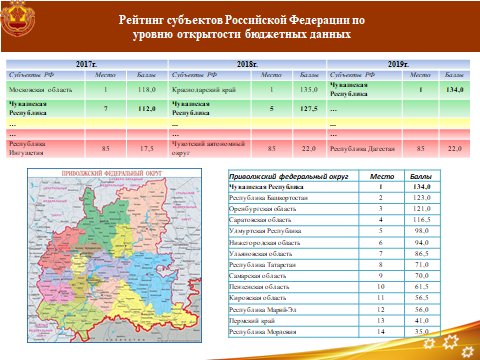 Рейтинг субъектов Российской Федерации по
уровню открытости бюджетных данных
2017г. 2018г. 2019г.
Субъекты РФ Место Баллы Субъекты РФ Место Баллы Субъекты РФ Место Баллы
Московская область 1 118,0 Краснодарский край 1 135,0 Чувашская Республика 1 134,0
Чувашская Республика 7 112,0 Чувашская Республика 5 127,5 ...
... ... ...
... ... ...
Республика Ингушетия 85 17,5 Чукотский автономный округ 85 22,0 Республика Дагестан 85 22,0
ПРИВОЛЖСКИЙ ФЕДЕРАЛЬНЫЙ ОКРУГ
Приволжский федеральный округ Место Баллы
Чувашская Республика 1 134,0
Республика Башкортостан 2 123,0
Оренбургская область 3 121,0
Саратовская область 4 116,5
Удмуртская Республика 5 98,0
Нижегородская область 6 94,0
Ульяновская область 7 86,5
Республика Татарстан 8 71,0
Самарская область 9 70,0
Пензенская область 10 61,5
Кировская область 11 56,5
Республика Марий-Эл 12 56,0
Пермский край 13 41,0
Республика Мордовия 14 35,0